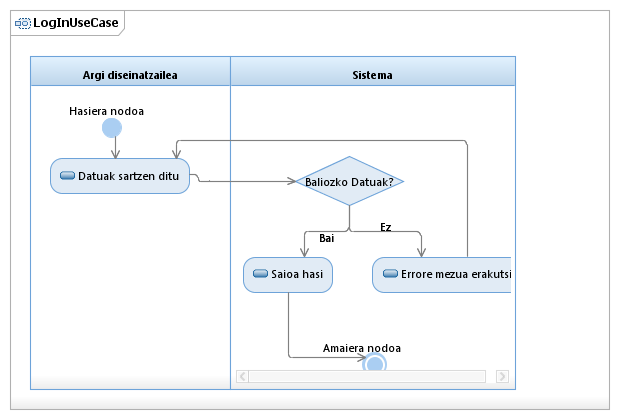 LogInUseCase
Argi diseinatzailea
Sistema
Hasiera nodoa
Datuak sartzen ditu
Baliozko Datuak?
Bai
Ez
Saioa hasi
Errore mezua erakutsi
Amaiera nodoa